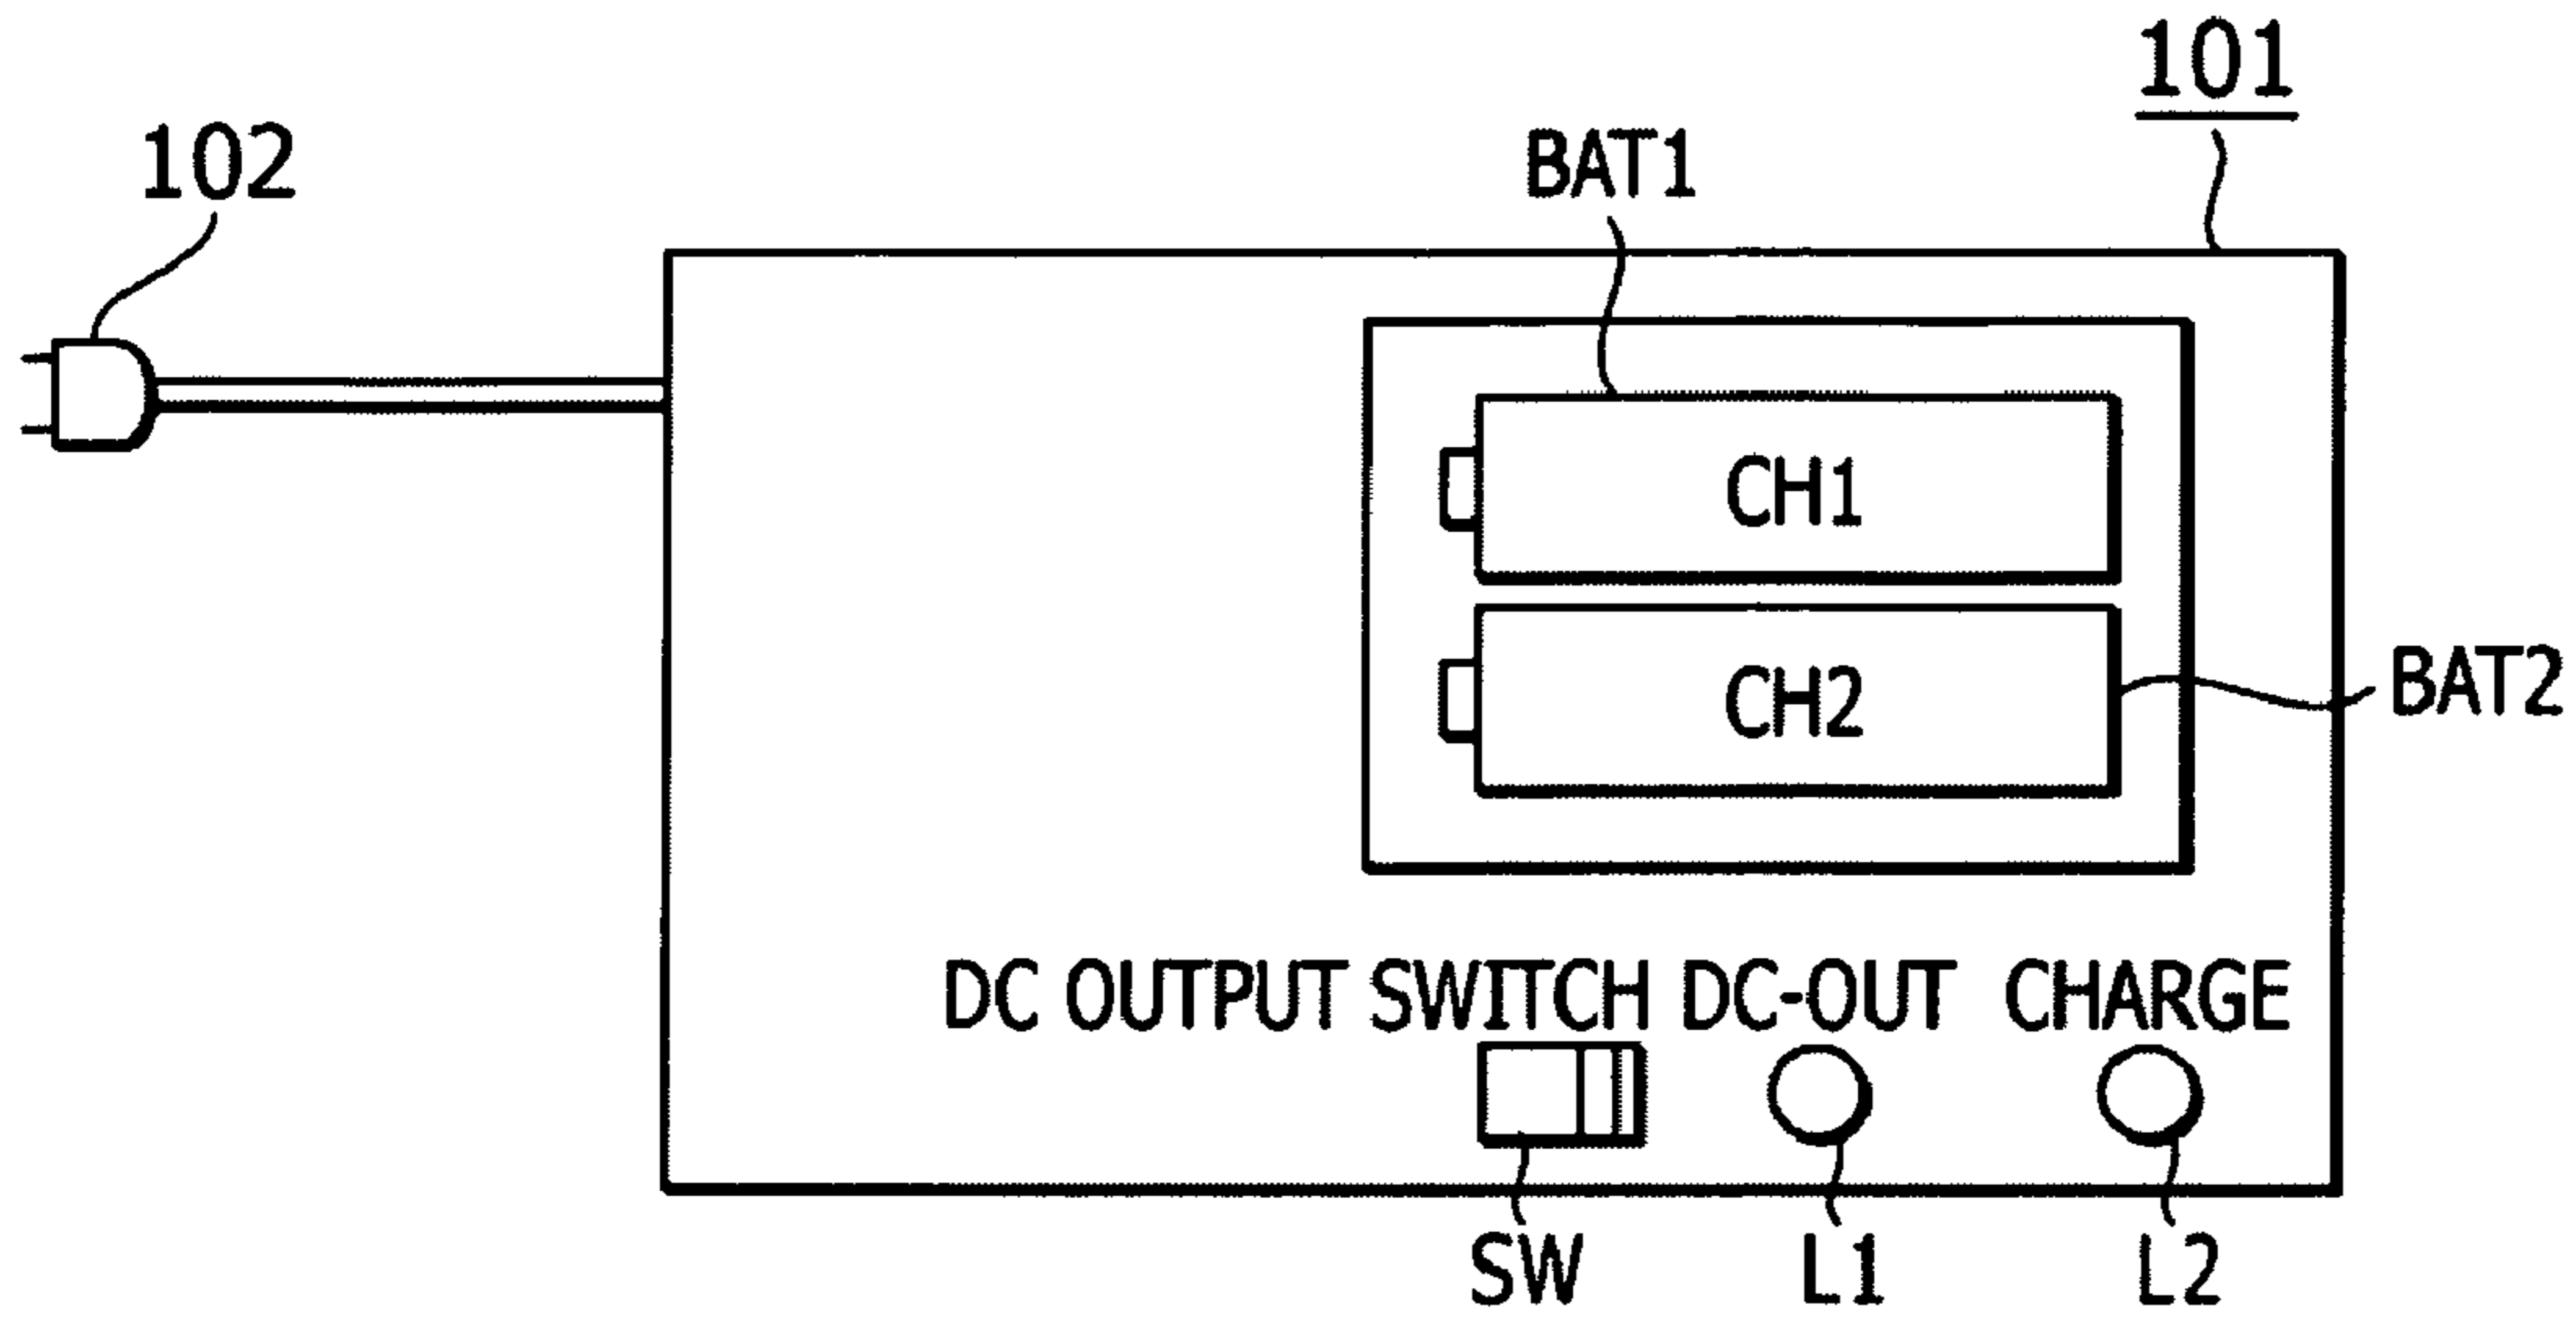 101
102
BAT1
CH1
CH2
BAT2
DC OUTPUT SWITCH DC-OUT CHARGE
SW L1 L2